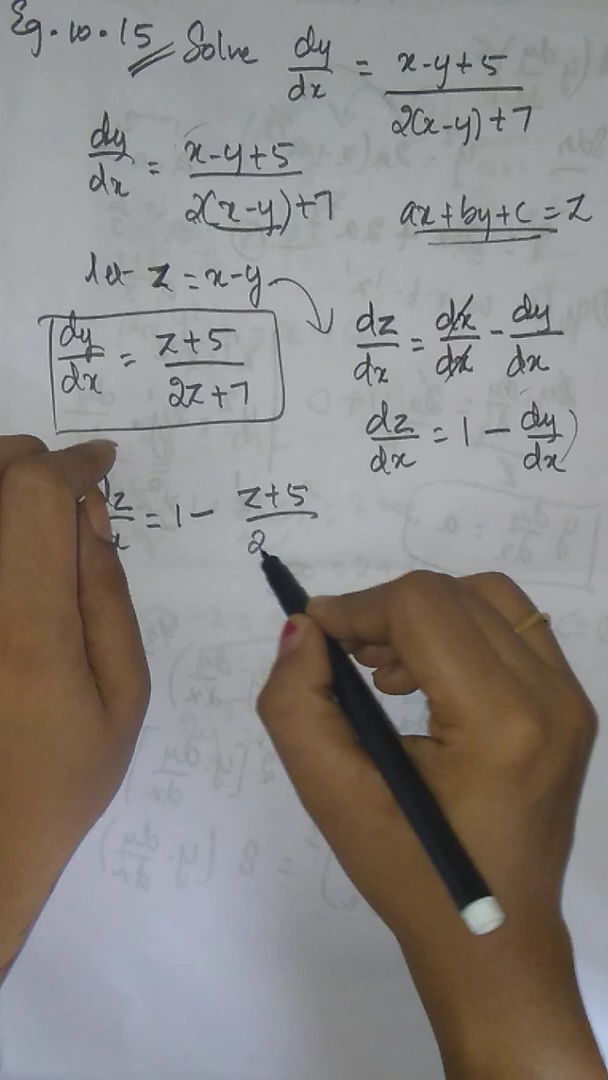 Eg. 10.15 Solve dy/dx = x-y+5 / 2(x-y)+7
dy/dx = x-y+5 / 2(x-y)+7
ax+by+c = z
let z = x-y
dz/dx = dx/dx - dy/dx
dy/dx = z+5 / 2z+7
dz/dx = 1 - dy/dx
= 1 - z+5 / 2